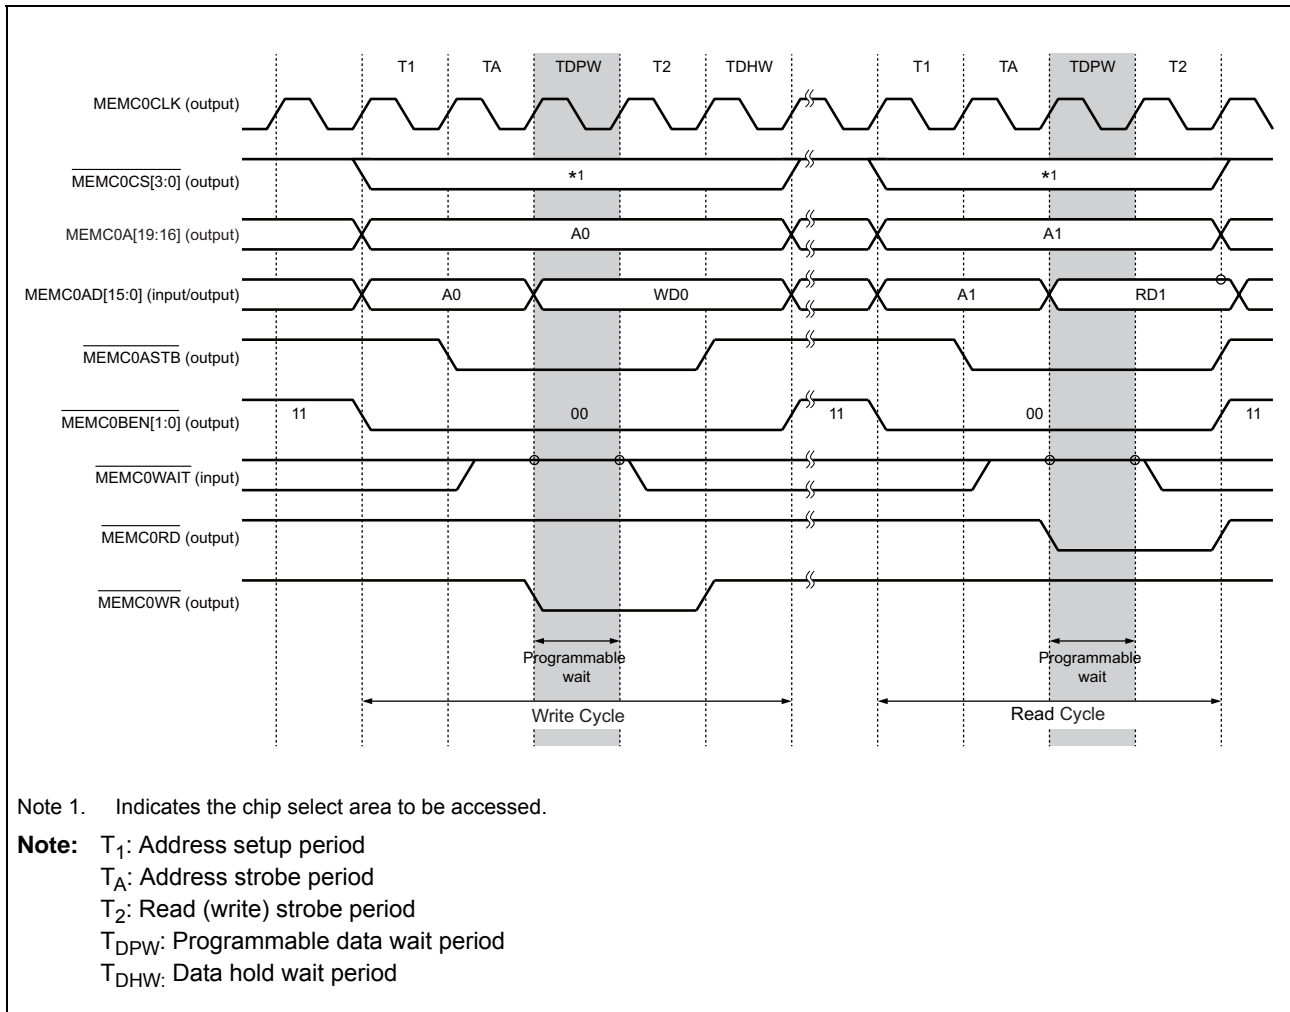 T1 TA TDPW T2 TDHW T1 TA TDPW T2
MEMC0CLK (output)
MEMC0CS[3:0] (output) *1 *1
MEMC0A[19:16] (output) A0 A1
MEMC0AD[15:0] (input/output) A0 WD0 A1 RD1
MEMC0ASTB (output)
MEMC0BEN[1:0] (output) 11 00 11 00 11
MEMC0WAIT (input)
MEMC0RD (output)
MEMC0WR (output)
Programmable Programmable
wait wait
Write Cycle Read Cycle
Note 1. Indicates the chip select area to be accessed.
Note: T1: Address setup period
TA: Address strobe period
T2: Read (write) strobe period
TDPW: Programmable data wait period
TDHW: Data hold wait period